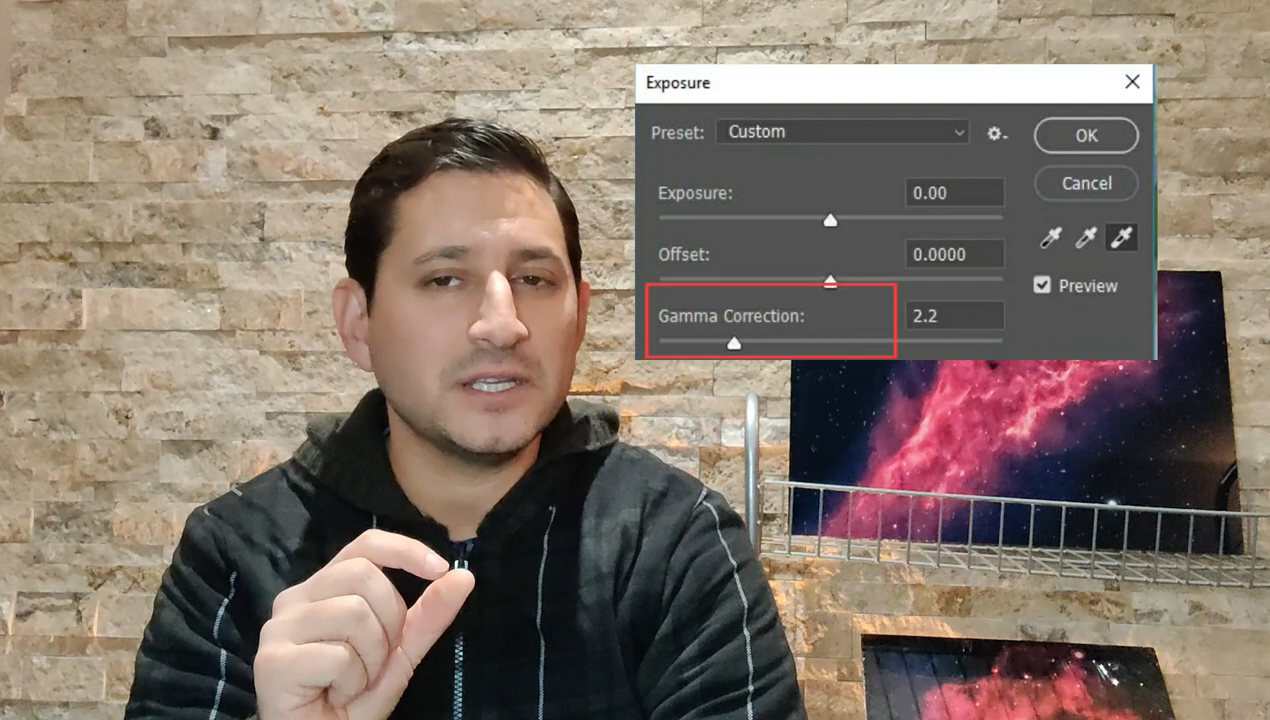 Exposure
Preset: Custom
OK
Cancel
Exposure: 0.00
Offset: 0.0000
Preview
Gamma Correction: 2.2